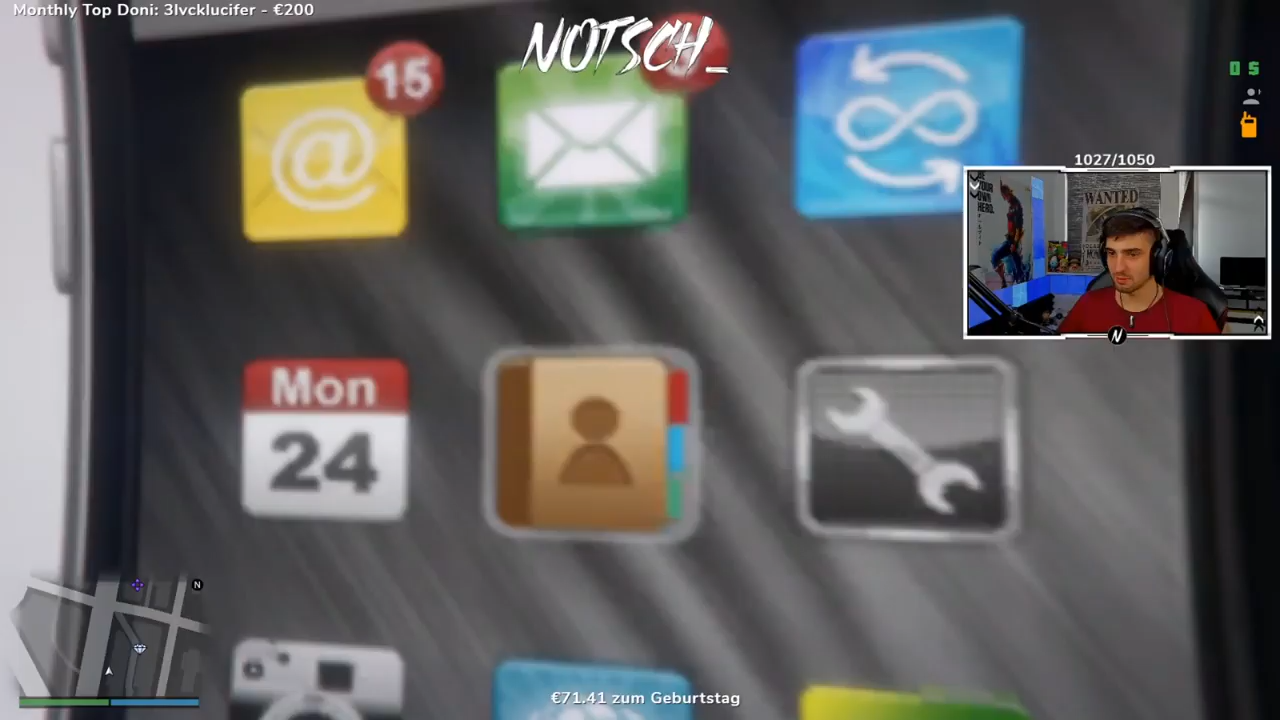 Monthly Top Doni: 3lvcklucifer - €200
NOTSCH_
15
@
0 S
1027/1050
WANTED
Mon
24
N
N
€71.41 zum Geburtstag